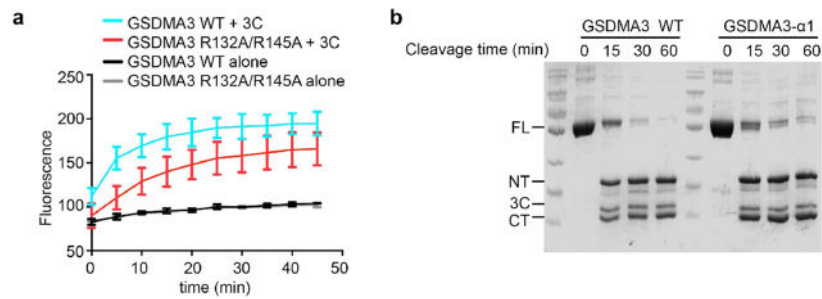 a
GSDMA3 WT + 3C
GSDMA3 R132A/R145A + 3C
GSDMA3 WT alone
GSDMA3 R132A/R145A alone
250
200
150
100
50
Fluorescence
0 10 20 30 40 50
time (min)
b
GSDMA3 WT GSDMA3-α1
Cleavage time (min) 0 15 30 60 0 15 30 60
FL
NT
3C
CT